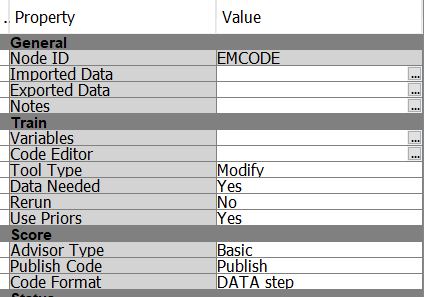 . Property Value
General
Node ID EMCODE
Imported Data ...
Exported Data ...
Notes ...
Train
Variables ...
Code Editor ...
Tool Type Modify
Data Needed Yes
Rerun No
Use Priors Yes
Score
Advisor Type Basic
Publish Code Publish
Code Format DATA step
Status